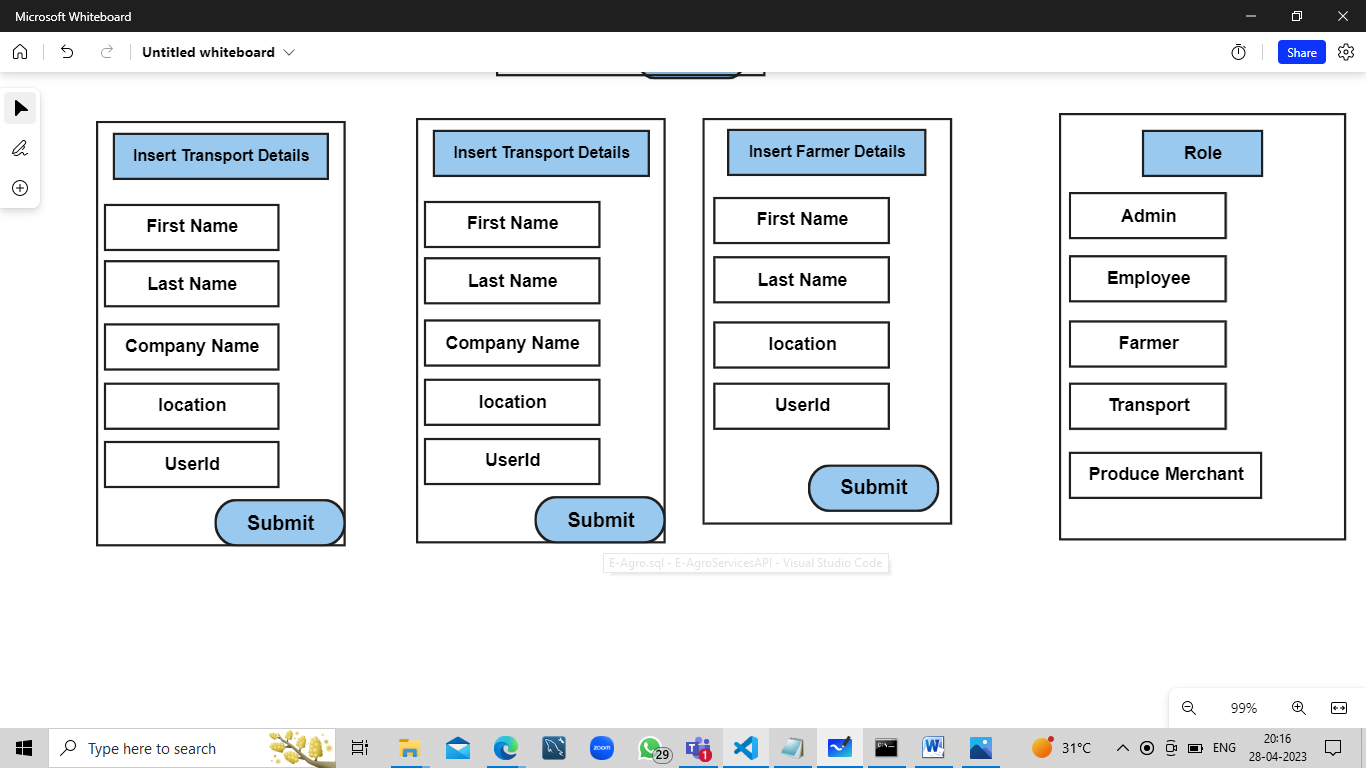 Microsoft Whiteboard
Untitled whiteboard
Share
Insert Transport Details
First Name
Last Name
Company Name
location
UserId
Submit
Insert Transport Details
First Name
Last Name
Company Name
location
UserId
Submit
Insert Farmer Details
First Name
Last Name
location
UserId
Submit
Role
Admin
Employee
Farmer
Transport
Produce Merchant
E-Agro.sql - E-AgroServicesAPI - Visual Studio Code
99%
Type here to search
zoom
29
1
31°C
ENG
20:16
28-04-2023